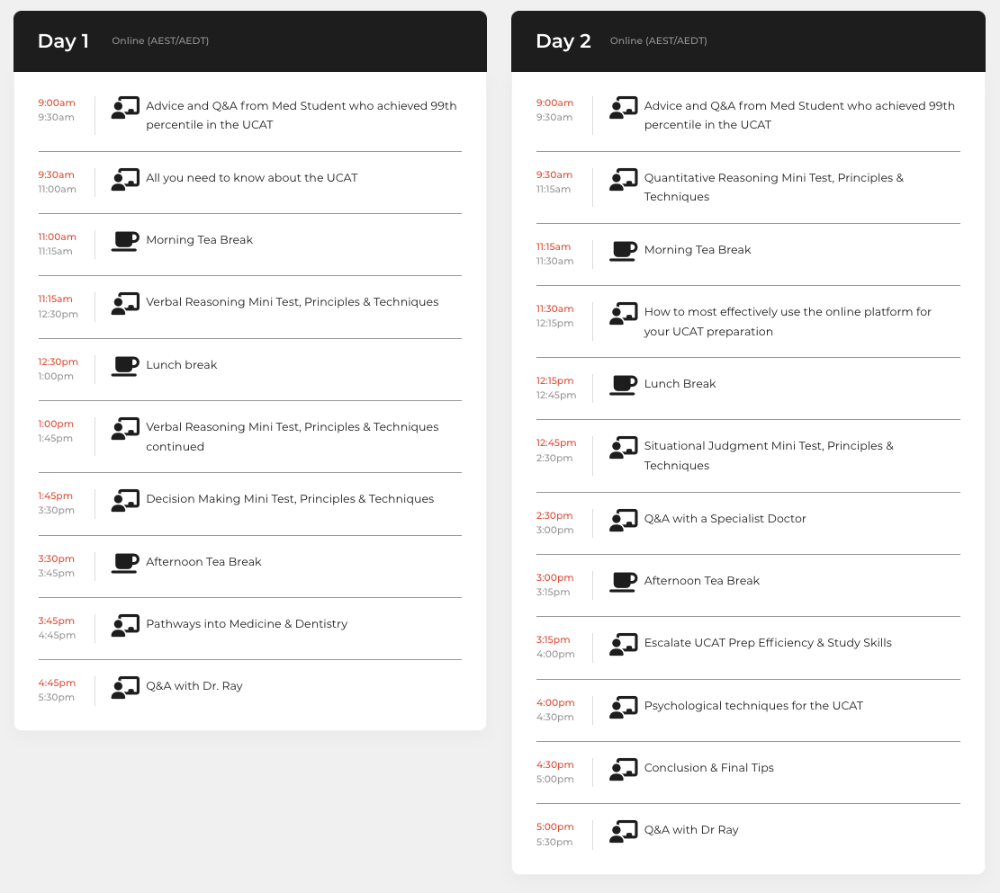 Day 1
Online (AEST/AEDT)
9:00am
9:30am
Advice and Q&A from Med Student who achieved 99th
percentile in the UCAT
9:30am
11:00am
All you need to know about the UCAT
11:00am
11:15am
Morning Tea Break
11:15am
12:30pm
Verbal Reasoning Mini Test, Principles & Techniques
12:30pm
1:00pm
Lunch break
1:00pm
1:45pm
Verbal Reasoning Mini Test, Principles & Techniques
continued
1:45pm
3:30pm
Decision Making Mini Test, Principles & Techniques
3:30pm
3:45pm
Afternoon Tea Break
3:45pm
4:45pm
Pathways into Medicine & Dentistry
4:45pm
5:30pm
Q&A with Dr. Ray
Day 2
Online (AEST/AEDT)
9:00am
9:30am
Advice and Q&A from Med Student who achieved 99th
percentile in the UCAT
9:30am
11:15am
Quantitative Reasoning Mini Test, Principles &
Techniques
11:15am
11:30am
Morning Tea Break
11:30am
12:15pm
How to most effectively use the online platform for
your UCAT preparation
12:15pm
12:45pm
Lunch Break
12:45pm
2:30pm
Situational Judgment Mini Test, Principles &
Techniques
2:30pm
3:00pm
Q&A with a Specialist Doctor
3:00pm
3:15pm
Afternoon Tea Break
3:15pm
4:00pm
Escalate UCAT Prep Efficiency & Study Skills
4:00pm
4:30pm
Psychological techniques for the UCAT
4:30pm
5:00pm
Conclusion & Final Tips
5:00pm
5:30pm
Q&A with Dr Ray